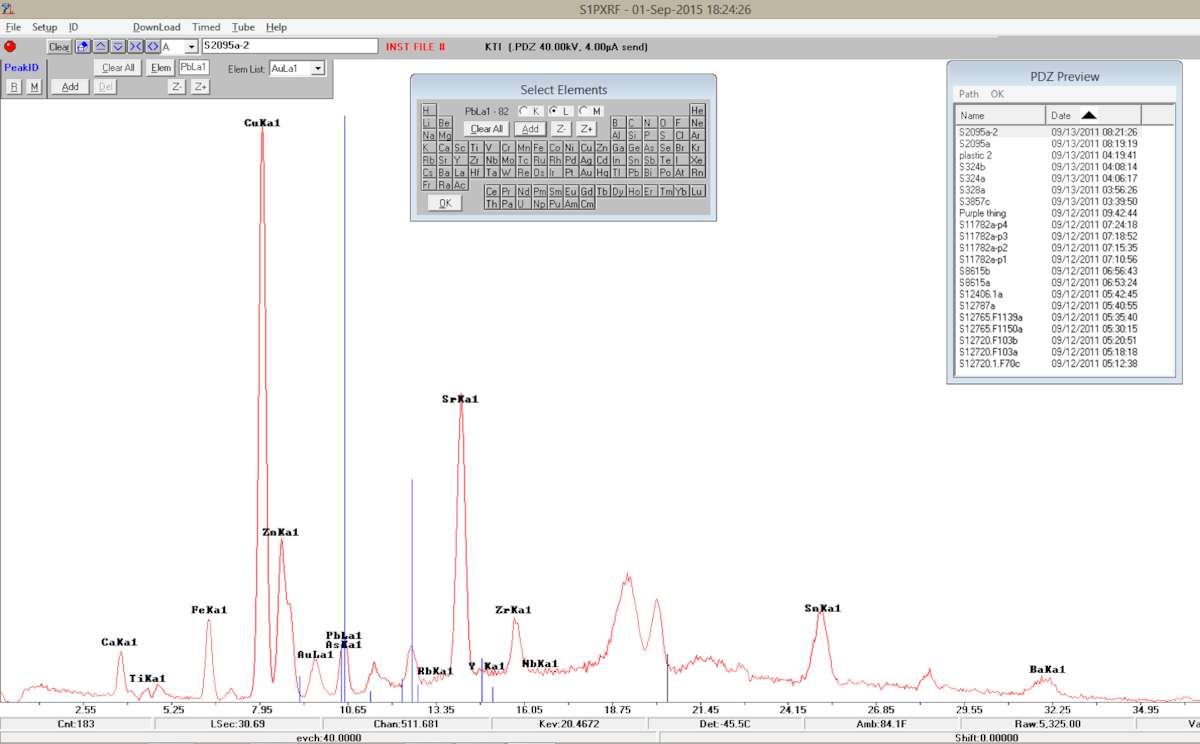 S1PXRF - 01-Sep-2015 18:24:26
File Setup ID DownLoad Timed Tube Help
Clear A S2095a-2 INST FILE # KTI (.PDZ 40.00kV, 4.00µA send)
PeakID Clear All Elem PbLa1 Elem List: AuLa1
R M Add Del Z- Z+
Select Elements
PbLa1 - 82 K L M
Clear All Add Z- Z+
H He
Li Be B C N O F Ne
Na Mg Al Si P S Cl Ar
K Ca Sc Ti V Cr Mn Fe Co Ni Cu Zn Ga Ge As Se Br Kr
Rb Sr Y Zr Nb Mo Tc Ru Rh Pd Ag Cd In Sn Sb Te I Xe
Cs Ba La Hf Ta W Re Os Ir Pt Au Hg Tl Pb Bi Po At Rn
Fr Ra Ac
Ce Pr Nd Pm Sm Eu Gd Tb Dy Ho Er Tm Yb Lu
Th Pa U Np Pu Am Cm
OK
PDZ Preview
Path OK
Name Date
S2095a-2 09/13/2011 08:21:26
S2095a 09/13/2011 08:19:19
plastic 2 09/13/2011 04:19:41
S324b 09/13/2011 04:08:14
S324a 09/13/2011 04:06:17
S328a 09/13/2011 03:56:26
S3857c 09/13/2011 03:39:50
Purple thing 09/12/2011 09:42:44
S11782a-p4 09/12/2011 07:24:18
S11782a-p3 09/12/2011 07:18:52
S11782a-p2 09/12/2011 07:15:35
S11782a-p1 09/12/2011 07:10:56
S8615b 09/12/2011 06:56:43
S8615a 09/12/2011 06:53:24
S12406.1a 09/12/2011 05:42:45
S12787a 09/12/2011 05:40:55
S12765.F1139a 09/12/2011 05:35:40
S12765.F1150a 09/12/2011 05:30:15
S12720.F103b 09/12/2011 05:20:51
S12720.F103a 09/12/2011 05:18:18
S12720.1.F70c 09/12/2011 05:12:38
CuKa1
SrKa1
ZnKa1
FeKa1
ZrKa1
SnKa1
PbLa1
CaKa1
AsKa1
AuLa1
Y Ka1
NbKa1
RbKa1
BaKa1
TiKa1
2.55 5.25 7.95 10.65 13.35 16.05 18.75 21.45 24.15 26.85 29.55 32.25 34.95
Cnt:183 LSec:30.69 Chan:511.681 Kev:20.4672 Det:-45.5C Amb:84.1F Raw:5,325.00 Va
evch:40.0000 Shift:0.00000